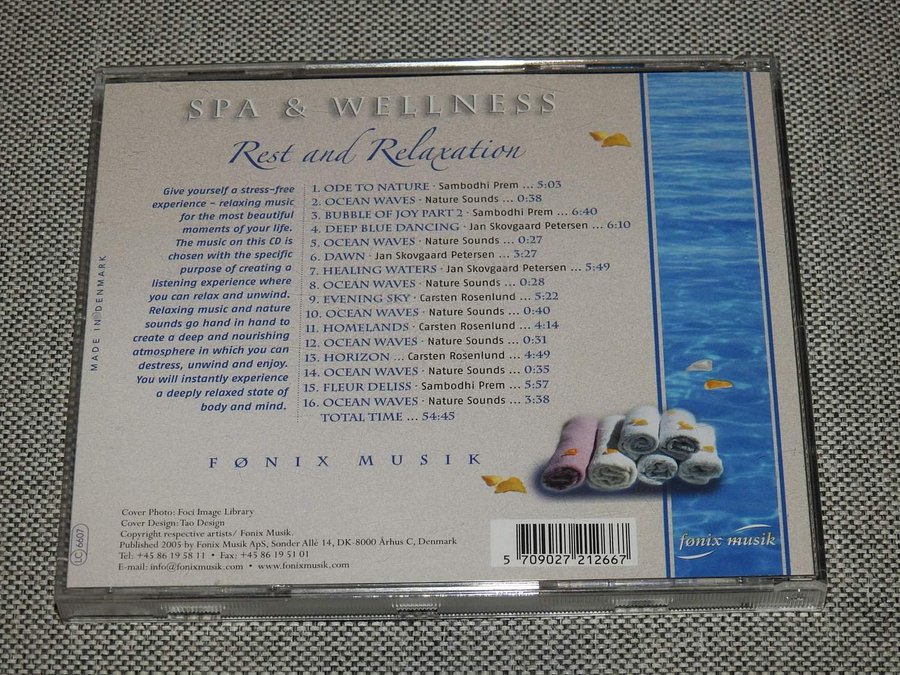 SPA & WELLNESS
Rest and Relaxation
Give yourself a stress-free
experience - relaxing music
for the most beautiful
moments of your life.
The music on this CD is
chosen with the specific
purpose of creating a
listening experience where
you can relax and unwind.
Relaxing music and nature
sounds go hand in hand to
create a deep and nourishing
atmosphere in which you can
destress, unwind and enjoy.
You will instantly experience
a deeply relaxed state of
body and mind.
1. ODE TO NATURE · Sambodhi Prem ... 5:03
2. OCEAN WAVES · Nature Sounds ... 0:38
3. BUBBLE OF JOY PART 2 · Sambodhi Prem ... 6:40
4. DEEP BLUE DANCING · Jan Skovgaard Petersen ... 6:10
5. OCEAN WAVES · Nature Sounds ... 0:27
6. DAWN · Jan Skovgaard Petersen ... 3:27
7. HEALING WATERS · Jan Skovgaard Petersen ... 5:49
8. OCEAN WAVES · Nature Sounds ... 0:28
9. EVENING SKY · Carsten Rosenlund ... 5:22
10. OCEAN WAVES · Nature Sounds ... 0:40
11. HOMELANDS · Carsten Rosenlund ... 4:14
12. OCEAN WAVES · Nature Sounds ... 0:31
13. HORIZON ... Carsten Rosenlund ... 4:49
14. OCEAN WAVES · Nature Sounds ... 0:35
15. FLEUR DELISS · Sambodhi Prem ... 5:57
16. OCEAN WAVES · Nature Sounds ... 3:38
TOTAL TIME ... 54:45
MADE IN DENMARK
FØNIX MUSIK
Cover Photo: Foci Image Library
Cover Design: Tao Design
Copyright respective artists/ Fønix Musik.
Published 2005 by Fønix Musik ApS, Sonder Allé 14, DK-8000 Århus C, Denmark
Tel: +45 86 19 58 11 • Fax: +45 86 19 51 01
E-mail: info@fonixmusik.com • www.fonixmusik.com
LC 6607
5 709027 212667
fønix musik